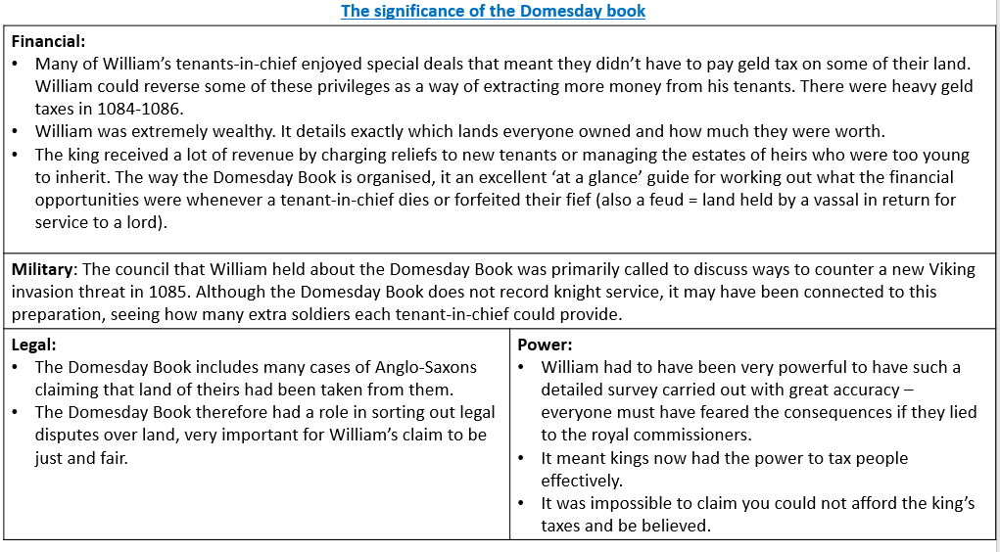 The significance of the Domesday book
Financial:
• Many of William’s tenants-in-chief enjoyed special deals that meant they didn’t have to pay geld tax on some of their land.
William could reverse some of these privileges as a way of extracting more money from his tenants. There were heavy geld
taxes in 1084-1086.
• William was extremely wealthy. It details exactly which lands everyone owned and how much they were worth.
• The king received a lot of revenue by charging reliefs to new tenants or managing the estates of heirs who were too young
to inherit. The way the Domesday Book is organised, it an excellent ‘at a glance’ guide for working out what the financial
opportunities were whenever a tenant-in-chief dies or forfeited their fief (also a feud = land held by a vassal in return for
service to a lord).
Military: The council that William held about the Domesday Book was primarily called to discuss ways to counter a new Viking
invasion threat in 1085. Although the Domesday Book does not record knight service, it may have been connected to this
preparation, seeing how many extra soldiers each tenant-in-chief could provide.
Legal:
• The Domesday Book includes many cases of Anglo-Saxons
claiming that land of theirs had been taken from them.
• The Domesday Book therefore had a role in sorting out legal
disputes over land, very important for William’s claim to be
just and fair.
Power:
• William had to have been very powerful to have such a
detailed survey carried out with great accuracy –
everyone must have feared the consequences if they lied
to the royal commissioners.
• It meant kings now had the power to tax people
effectively.
• It was impossible to claim you could not afford the king’s
taxes and be believed.